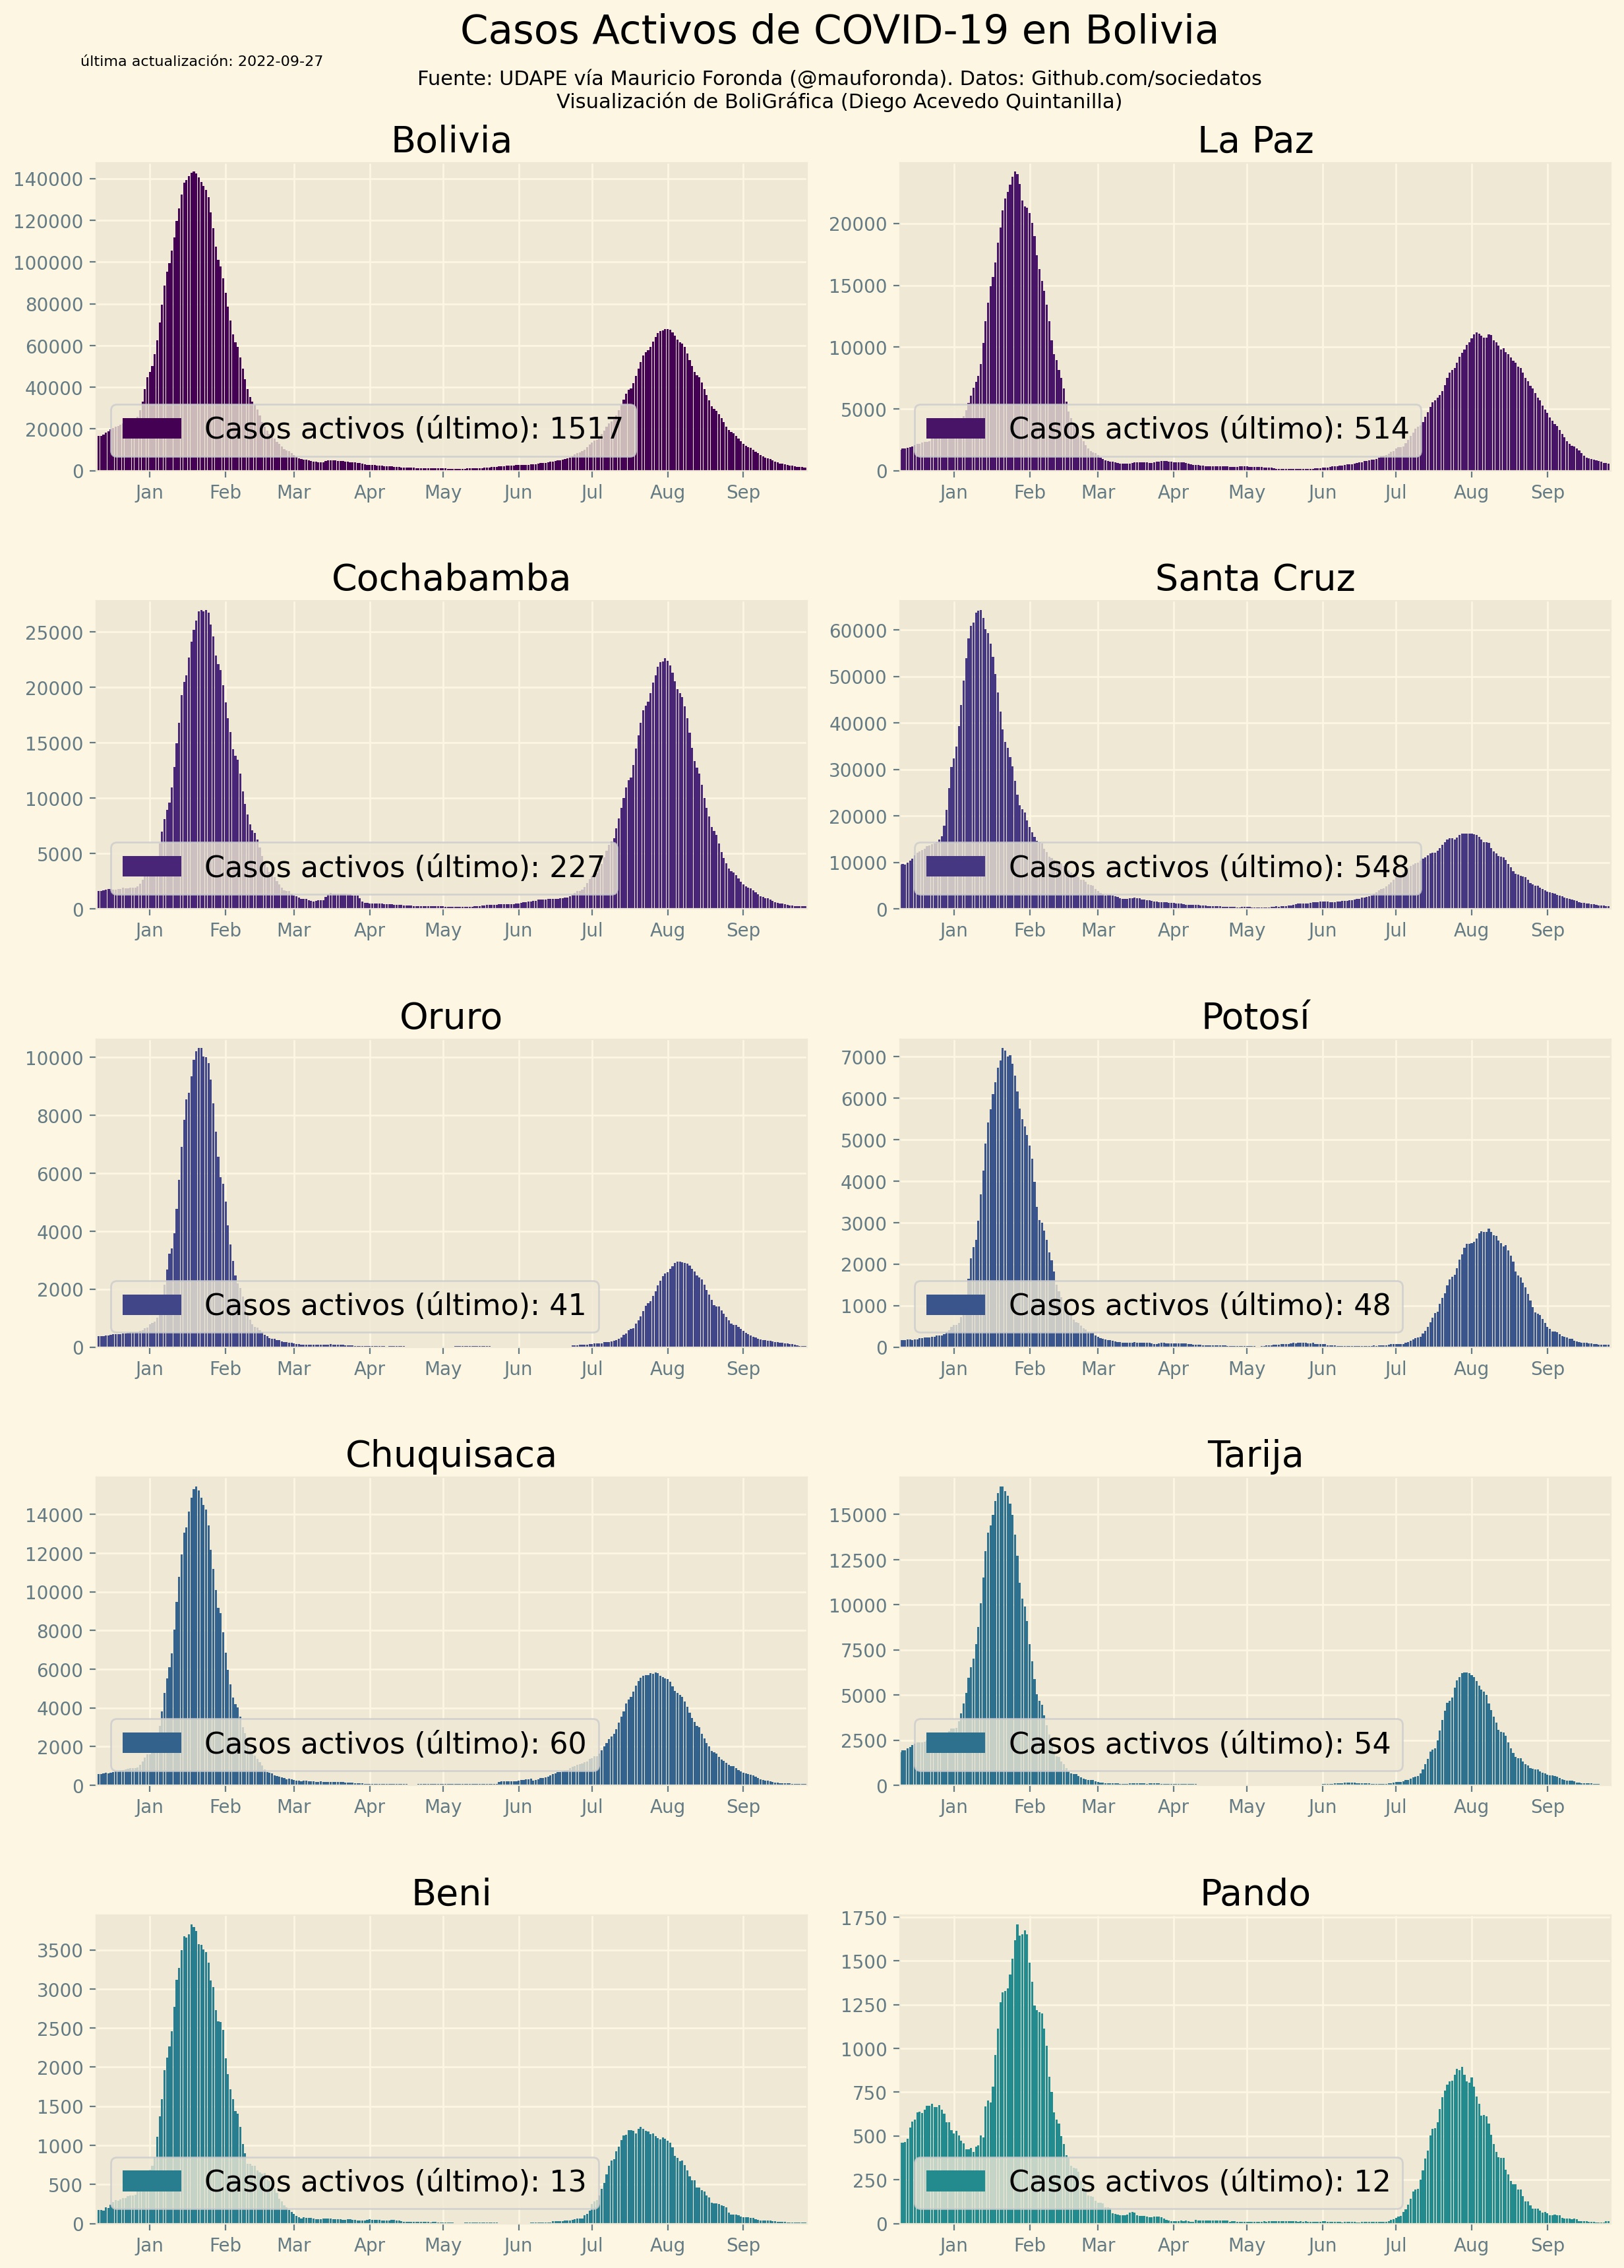 Casos Activos de COVID-19 en Bolivia
última actualización: 2022-09-27
Fuente: UDAPE vía Mauricio Foronda (@mauforonda). Datos: Github.com/sociedatos
Visualización de BoliGráfica (Diego Acevedo Quintanilla)
Bolivia
140000
120000
100000
80000
60000
40000
20000
0
Casos activos (último): 1517
Jan Feb Mar Apr May Jun Jul Aug Sep
La Paz
20000
15000
10000
5000
0
Casos activos (último): 514
Jan Feb Mar Apr May Jun Jul Aug Sep
Cochabamba
25000
20000
15000
10000
5000
0
Casos activos (último): 227
Jan Feb Mar Apr May Jun Jul Aug Sep
Santa Cruz
60000
50000
40000
30000
20000
10000
0
Casos activos (último): 548
Jan Feb Mar Apr May Jun Jul Aug Sep
Oruro
10000
8000
6000
4000
2000
0
Casos activos (último): 41
Jan Feb Mar Apr May Jun Jul Aug Sep
Potosí
7000
6000
5000
4000
3000
2000
1000
0
Casos activos (último): 48
Jan Feb Mar Apr May Jun Jul Aug Sep
Chuquisaca
14000
12000
10000
8000
6000
4000
2000
0
Casos activos (último): 60
Jan Feb Mar Apr May Jun Jul Aug Sep
Tarija
15000
12500
10000
7500
5000
2500
0
Casos activos (último): 54
Jan Feb Mar Apr May Jun Jul Aug Sep
Beni
3500
3000
2500
2000
1500
1000
500
0
Casos activos (último): 13
Jan Feb Mar Apr May Jun Jul Aug Sep
Pando
1750
1500
1250
1000
750
500
250
0
Casos activos (último): 12
Jan Feb Mar Apr May Jun Jul Aug Sep